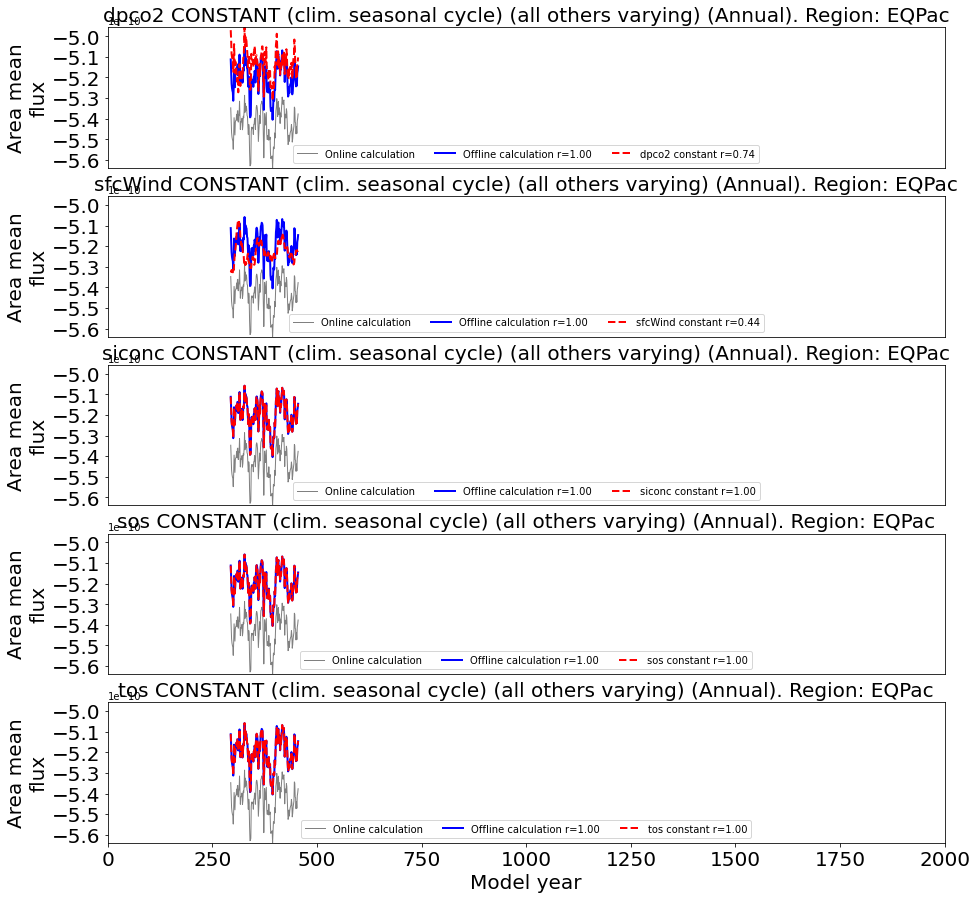 dpco2 CONSTANT (clim. seasonal cycle) (all others varying) (Annual). Region: EQPac
1e−10
−5.0
−5.1
−5.2
−5.3
−5.4
−5.5
−5.6
Area mean
flux
Online calculation
Offline calculation r=1.00
dpco2 constant r=0.74
sfcWind CONSTANT (clim. seasonal cycle) (all others varying) (Annual). Region: EQPac
1e−10
−5.0
−5.1
−5.2
−5.3
−5.4
−5.5
−5.6
Area mean
flux
Online calculation
Offline calculation r=1.00
sfcWind constant r=0.44
siconc CONSTANT (clim. seasonal cycle) (all others varying) (Annual). Region: EQPac
1e−10
−5.0
−5.1
−5.2
−5.3
−5.4
−5.5
−5.6
Area mean
flux
Online calculation
Offline calculation r=1.00
siconc constant r=1.00
sos CONSTANT (clim. seasonal cycle) (all others varying) (Annual). Region: EQPac
1e−10
−5.0
−5.1
−5.2
−5.3
−5.4
−5.5
−5.6
Area mean
flux
Online calculation
Offline calculation r=1.00
sos constant r=1.00
tos CONSTANT (clim. seasonal cycle) (all others varying) (Annual). Region: EQPac
1e−10
−5.0
−5.1
−5.2
−5.3
−5.4
−5.5
−5.6
Area mean
flux
Online calculation
Offline calculation r=1.00
tos constant r=1.00
0 250 500 750 1000 1250 1500 1750 2000
Model year